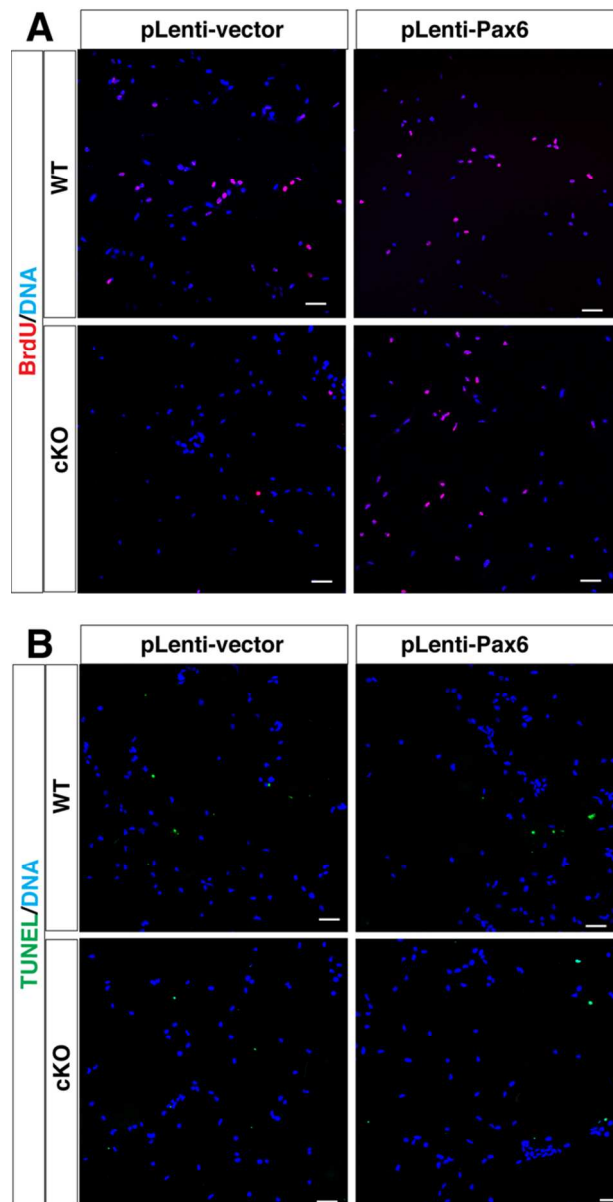 A
pLenti-vector
pLenti-Pax6
BrdU/DNA
WT
cKO
B
pLenti-vector
pLenti-Pax6
TUNEL/DNA
WT
cKO